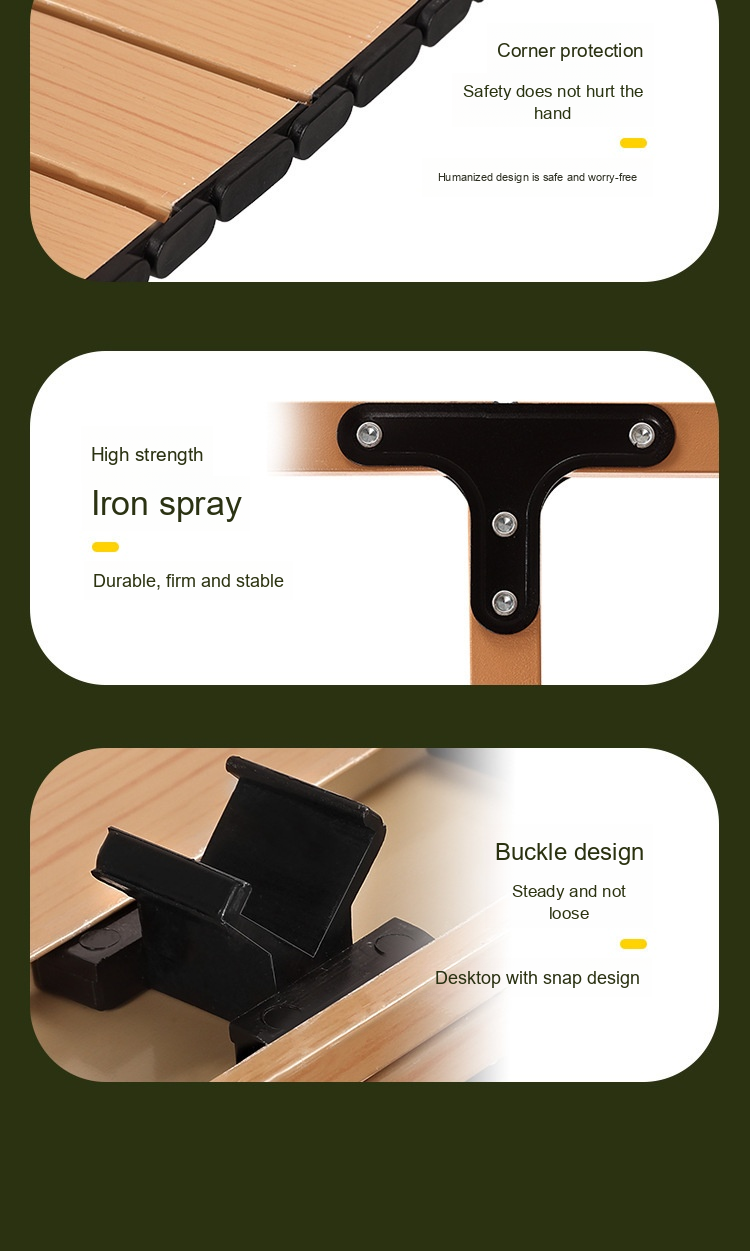 Corner protection
Safety does not hurt the
hand
Humanized design is safe and worry-free
High strength
Iron spray
Durable, firm and stable
Buckle design
Steady and not
loose
Desktop with snap design